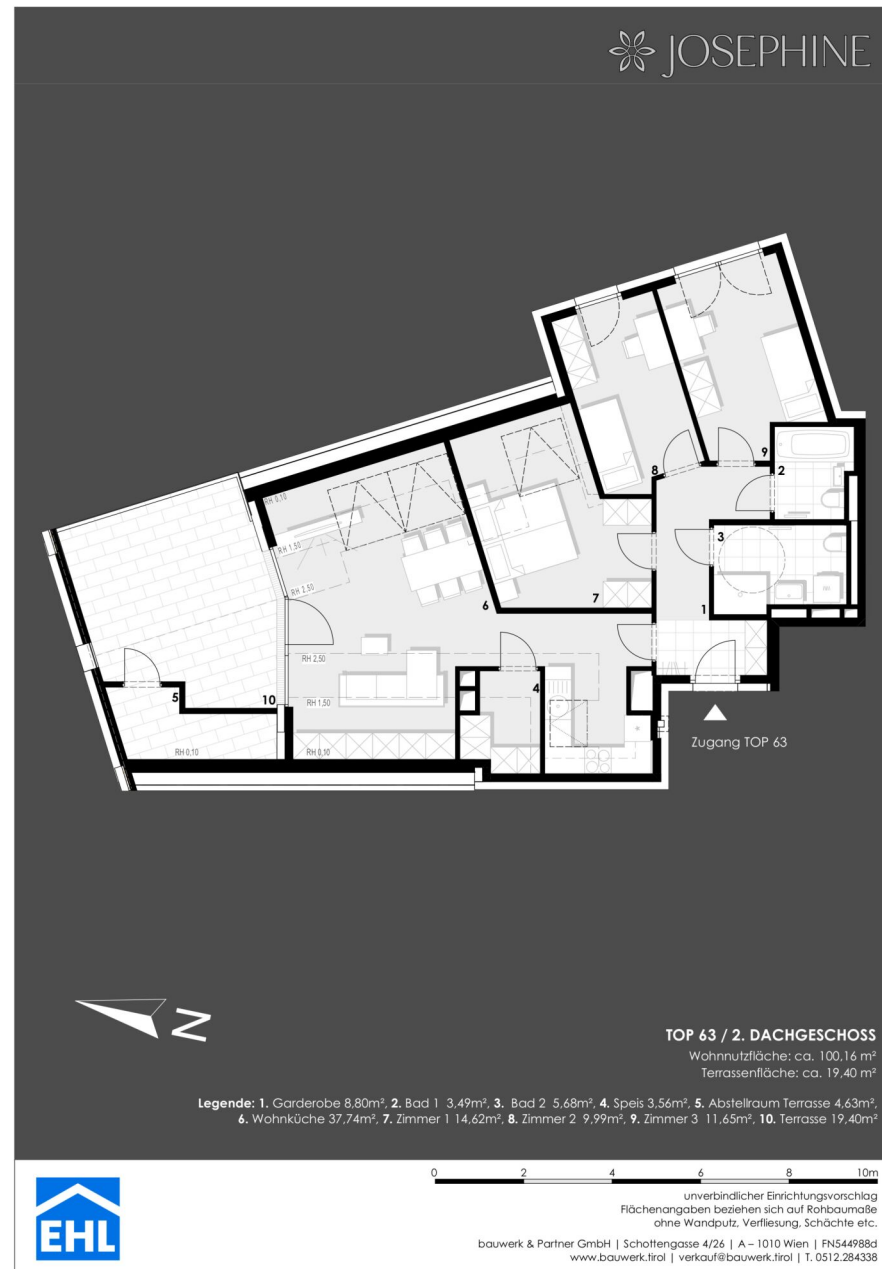 JOSEPHINE
RH 0,10
RH 1,50
RH 2,50
8
9
2
3
7
6
1
RH 2,50
4
5
10
RH 1,50
RH 0,10
RH 0,10
Zugang TOP 63
N
TOP 63 / 2. DACHGESCHOSS
Wohnnutzfläche: ca. 100,16 m²
Terrassenfläche: ca. 19,40 m²
Legende: 1. Garderobe 8,80m², 2. Bad 1 3,49m², 3. Bad 2 5,68m², 4. Speis 3,56m², 5. Abstellraum Terrasse 4,63m²,
6. Wohnküche 37,74m², 7. Zimmer 1 14,62m², 8. Zimmer 2 9,99m², 9. Zimmer 3 11,65m², 10. Terrasse 19,40m²
0 2 4 6 8 10m
unverbindlicher Einrichtungsvorschlag
Flächenangaben beziehen sich auf Rohbaumaße
ohne Wandputz, Verfliesung, Schächte etc.
EHL
bauwerk & Partner GmbH | Schottengasse 4/26 | A – 1010 Wien | FN544988d
www.bauwerk.tirol | verkauf@bauwerk.tirol | T. 0512.284338